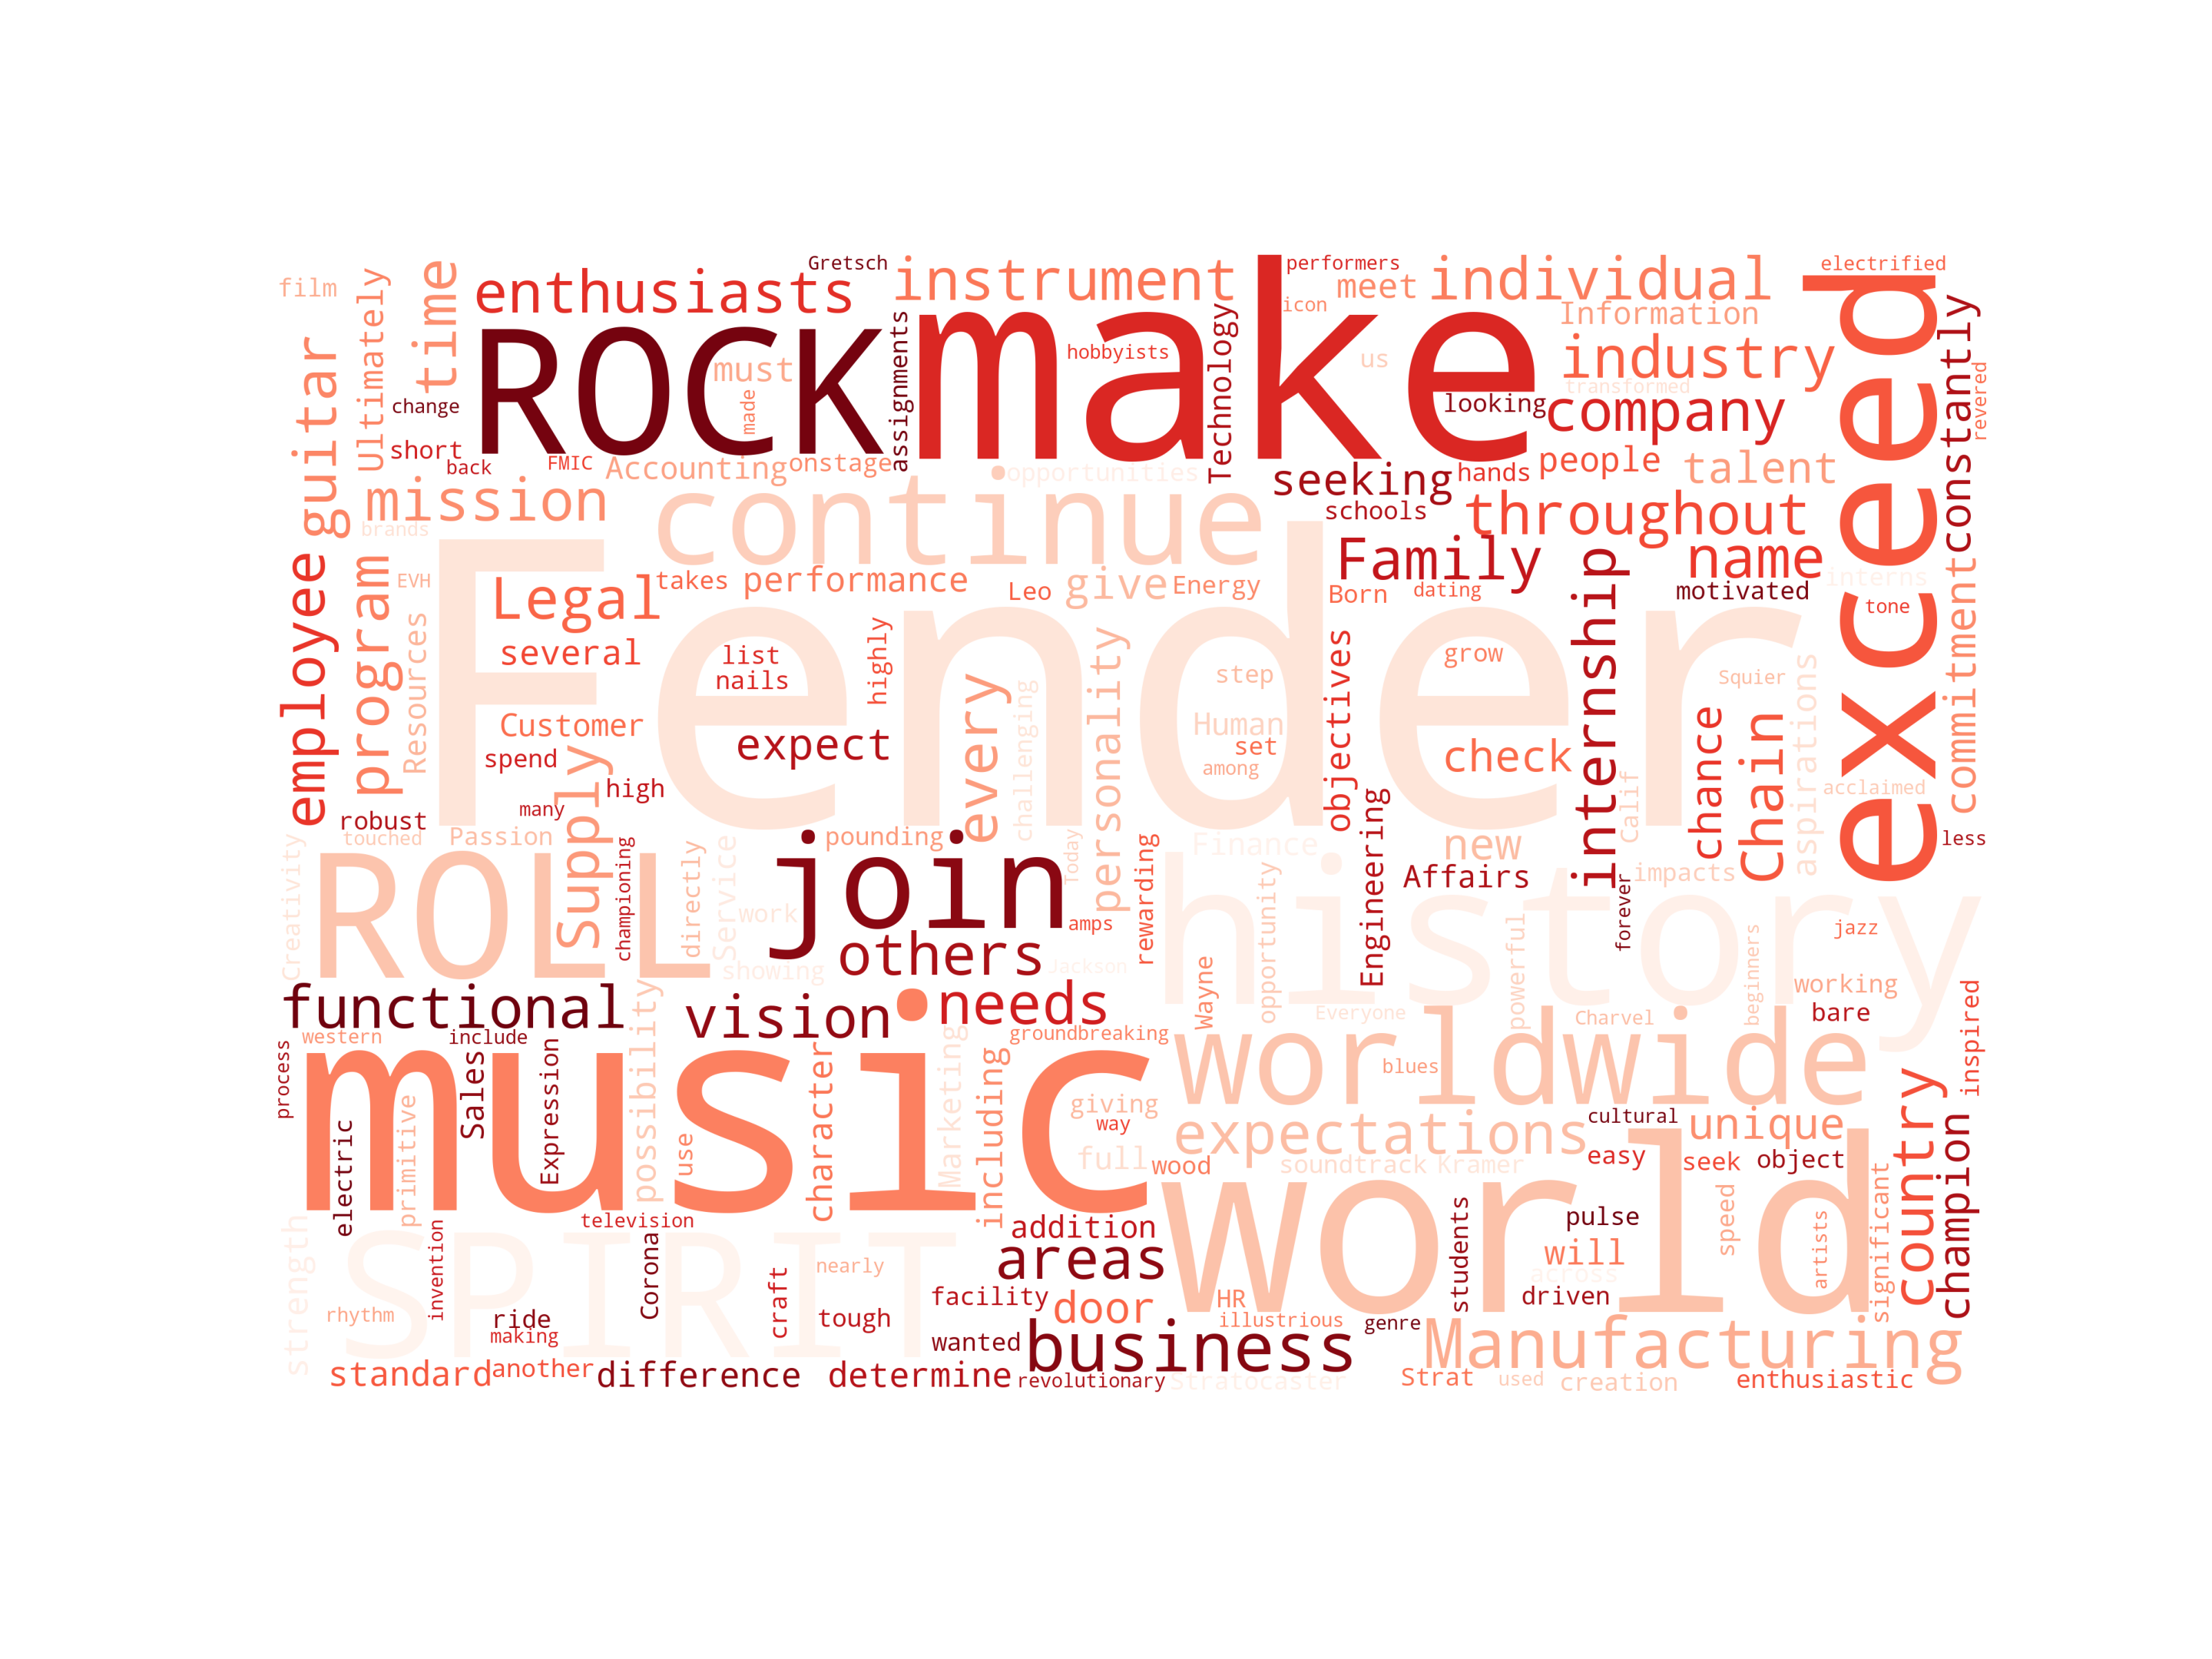 Gretsch
performers
electrified
film
Ultimately
time
enthusiasts
instrument
meet
individual
icon
Information
exceed
constantly
guitar
ROCK
make
must
made
assignments
Technology
hobbyists
us
industry
transformed
revered
change
looking
company
short
back
FMIC
Accounting
onstage
opportunities
seeking
hands
people
talent
mission
continue
schools
throughout
brands
Fender
Family
name
employee
program
EVH
Legal
takes
performance
Leo
give
Energy
Born
dating
internship
motivated
interns
commitment
tone
Resources
several
list
nails
highly
every
challenging
personality
step
objectives
grow
Squier
aspirations
Customer
expect
Human
set
among
check
chance
Chain
spend
Supply
high
many
Calif
acclaimed
robust
touched
Passion
pounding
Today
rewarding
Finance
Engineering
new
less
Creativity
ROLL
championing
directly
Service
work
join
amps
opportunity
history
Affairs
forever
impacts
jazz
showing
others
Jackson
powerful
beginners
working
functional
possibility
vision
needs
Wayne
Everyone
Charvel
bare
inspired
process
western
include
groundbreaking
worldwide
blues
music
Sales
Expression
character
Marketing
including
giving
way
cultural
unique
country
champion
electric
primitive
use
full
wood
expectations
soundtrack
Kramer
easy
seek
object
strength
invention
television
Corona
addition
world
students
pulse
speed
artists
significant
SPIRIT
craft
nearly
areas
will
across
rhythm
ride
making
tough
facility
door
HR
illustrious
driven
genre
wanted
business
Manufacturing
standard
another
difference
determine
revolutionary
Stratocaster
Strat
used
creation
enthusiastic